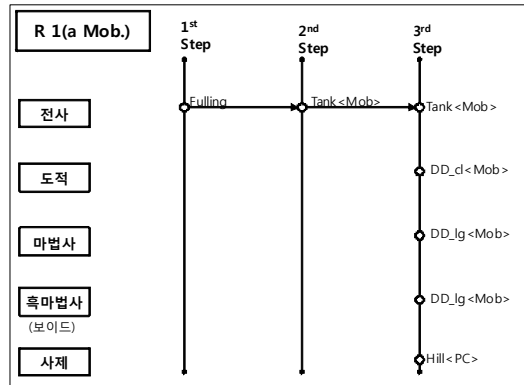 R 1(a Mob.)
1st Step
2nd Step
3rd Step
전사
Fulling
Tank<Mob>
Tank<Mob>
도적
DD_cl<Mob>
마법사
DD_lg<Mob>
흑마법사
(보이드)
DD_lg<Mob>
사제
Hill<PC>